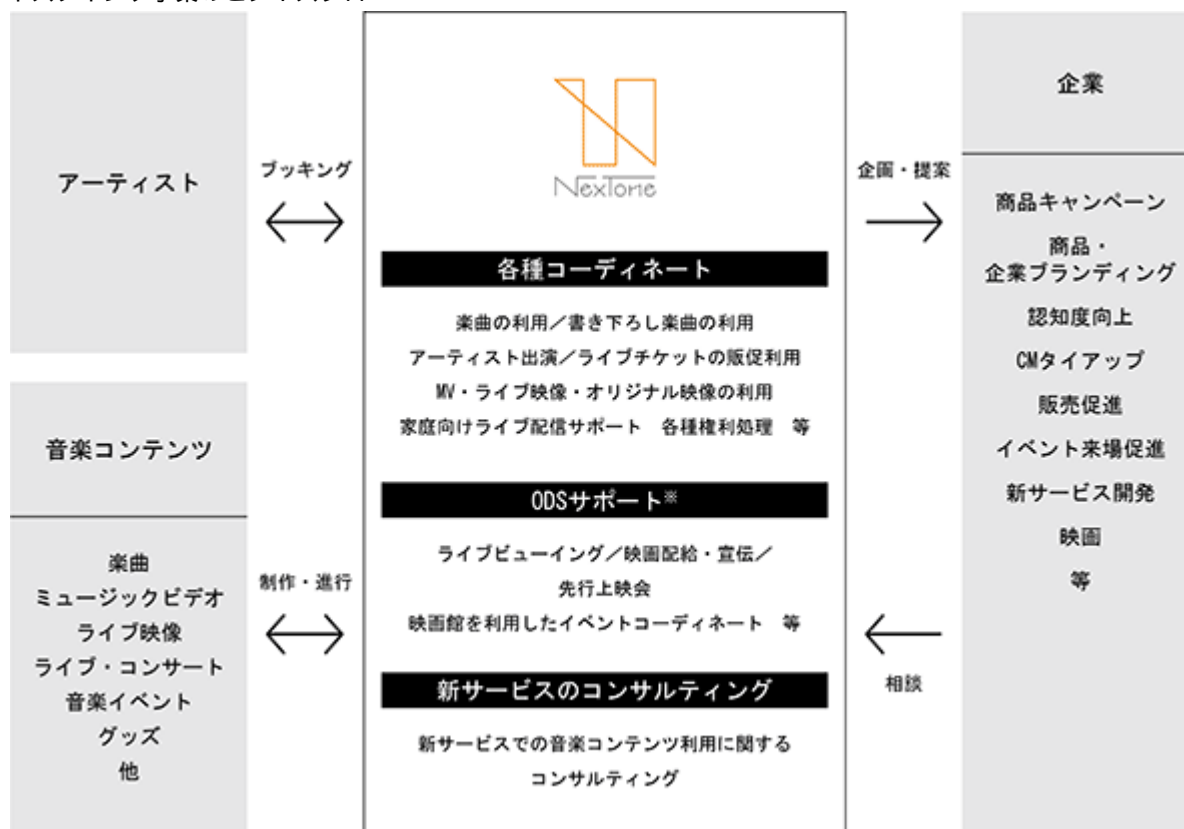 アーティスト
音楽コンテンツ
楽曲
ミュージックビデオ
ライブ映像
ライブ・コンサート
音楽イベント
グッズ
他
ブッキング
制作・進行
NexTone
各種コーディネート
楽曲の利用／書き下ろし楽曲の利用
アーティスト出演／ライブチケットの販促利用
MV・ライブ映像・オリジナル映像の利用
家庭向けライブ配信サポート　各種権利処理　等
ODSサポート※
ライブビューイング／映画配給・宣伝／
先行上映会
映画館を利用したイベントコーディネート　等
新サービスのコンサルティング
新サービスでの音楽コンテンツ利用に関する
コンサルティング
企画・提案
相談
企業
商品キャンペーン
商品・
企業ブランディング
認知度向上
CMタイアップ
販売促進
イベント来場促進
新サービス開発
映画
等